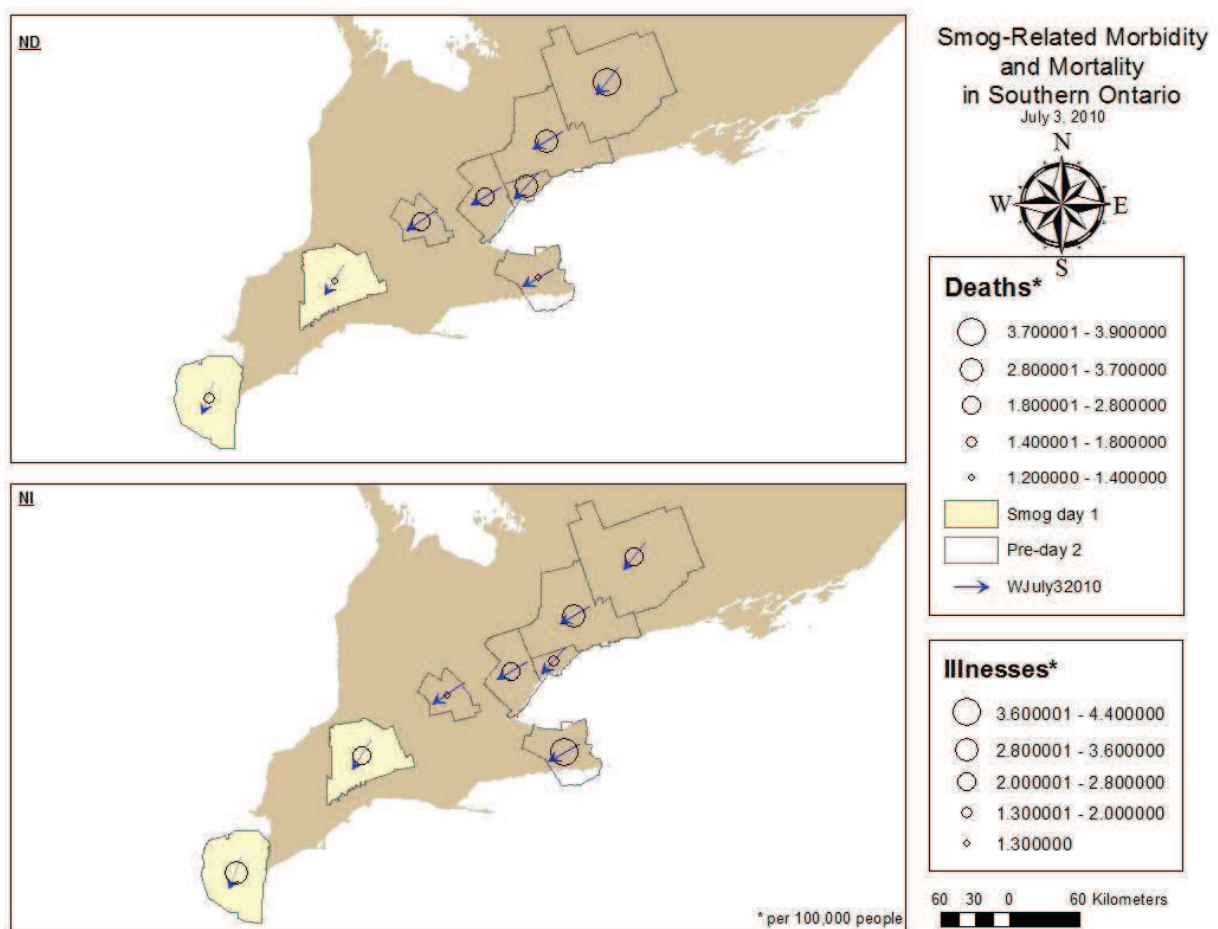 ND
NI
* per 100,000 people
Smog-Related Morbidity
and Mortality
in Southern Ontario
July 3, 2010
N
W
E
S
Deaths*
3.700001 - 3.900000
2.800001 - 3.700000
1.800001 - 2.800000
1.400001 - 1.800000
1.200000 - 1.400000
Smog day 1
Pre-day 2
WJuly32010
Illnesses*
3.600001 - 4.400000
2.800001 - 3.600000
2.000001 - 2.800000
1.300001 - 2.000000
1.300000
60 30 0 60 Kilometers